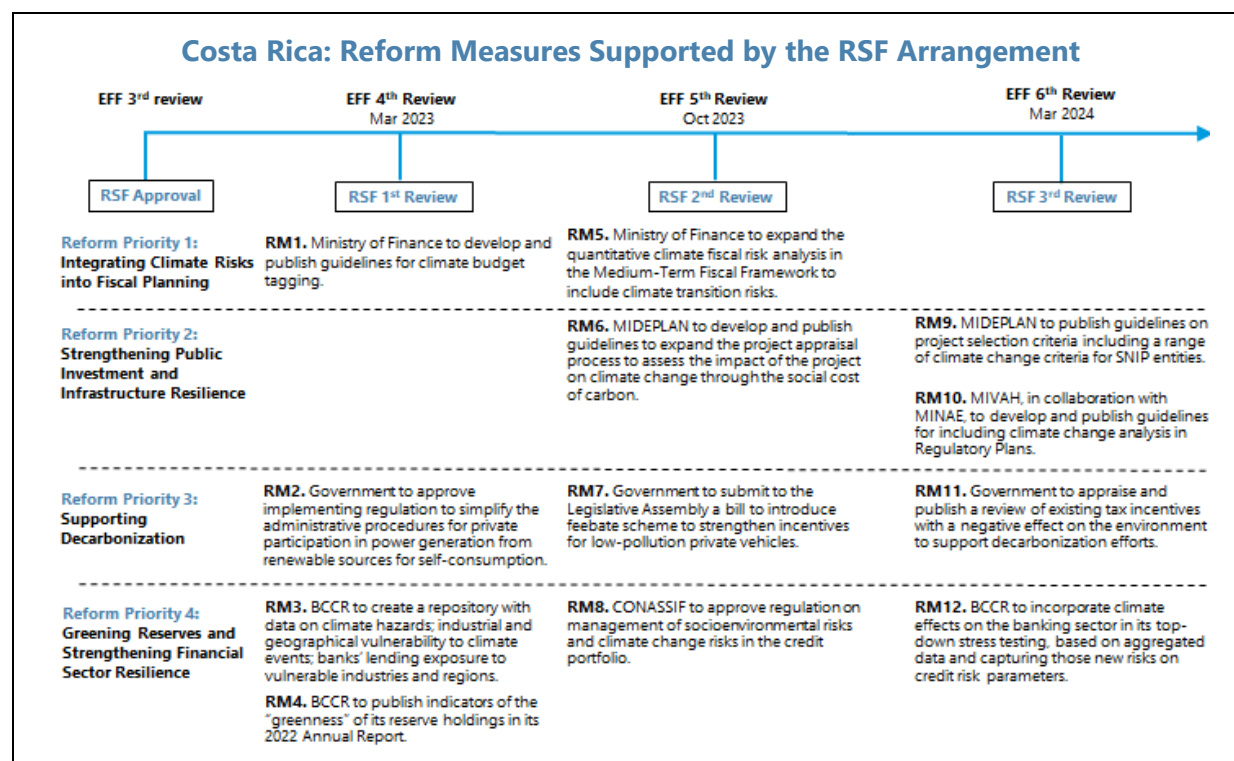 Costa Rica: Reform Measures Supported by the RSF Arrangement
EFF 3rd review
EFF 4th Review
Mar 2023
EFF 5th Review
Oct 2023
EFF 6th Review
Mar 2024
RSF Approval
RSF 1st Review
RSF 2nd Review
RSF 3rd Review
Reform Priority 1:
Integrating Climate Risks
into Fiscal Planning
RM1. Ministry of Finance to develop and
publish guidelines for climate budget
tagging.
RM5. Ministry of Finance to expand the
quantitative climate fiscal risk analysis in
the Medium-Term Fiscal Framework to
include climate transition risks.
Reform Priority 2:
Strengthening Public
Investment and
Infrastructure Resilience
RM6. MIDEPLAN to develop and publish
guidelines to expand the project appraisal
process to assess the impact of the project
on climate change through the social cost
of carbon.
RM9. MIDEPLAN to publish guidelines on
project selection criteria including a range
of climate change criteria for SNIP entities.
RM10. MIVAH, in collaboration with
MINAE, to develop and publish guidelines
for including climate change analysis in
Regulatory Plans.
Reform Priority 3:
Supporting
Decarbonization
RM2. Government to approve
implementing regulation to simplify the
administrative procedures for private
participation in power generation from
renewable sources for self-consumption.
RM7. Government to submit to the
Legislative Assembly a bill to introduce
feebate scheme to strengthen incentives
for low-pollution private vehicles.
RM11. Government to appraise and
publish a review of existing tax incentives
with a negative effect on the environment
to support decarbonization efforts.
Reform Priority 4:
Greening Reserves and
Strengthening Financial
Sector Resilience
RM3. BCCR to create a repository with
data on climate hazards; industrial and
geographical vulnerability to climate
events; banks' lending exposure to
vulnerable industries and regions.
RM4. BCCR to publish indicators of the
"greenness" of its reserve holdings in its
2022 Annual Report.
RM8. CONASSIF to approve regulation on
management of socioenvironmental risks
and climate change risks in the credit
portfolio.
RM12. BCCR to incorporate climate
effects on the banking sector in its top-
down stress testing, based on aggregated
data and capturing those new risks on
credit risk parameters.